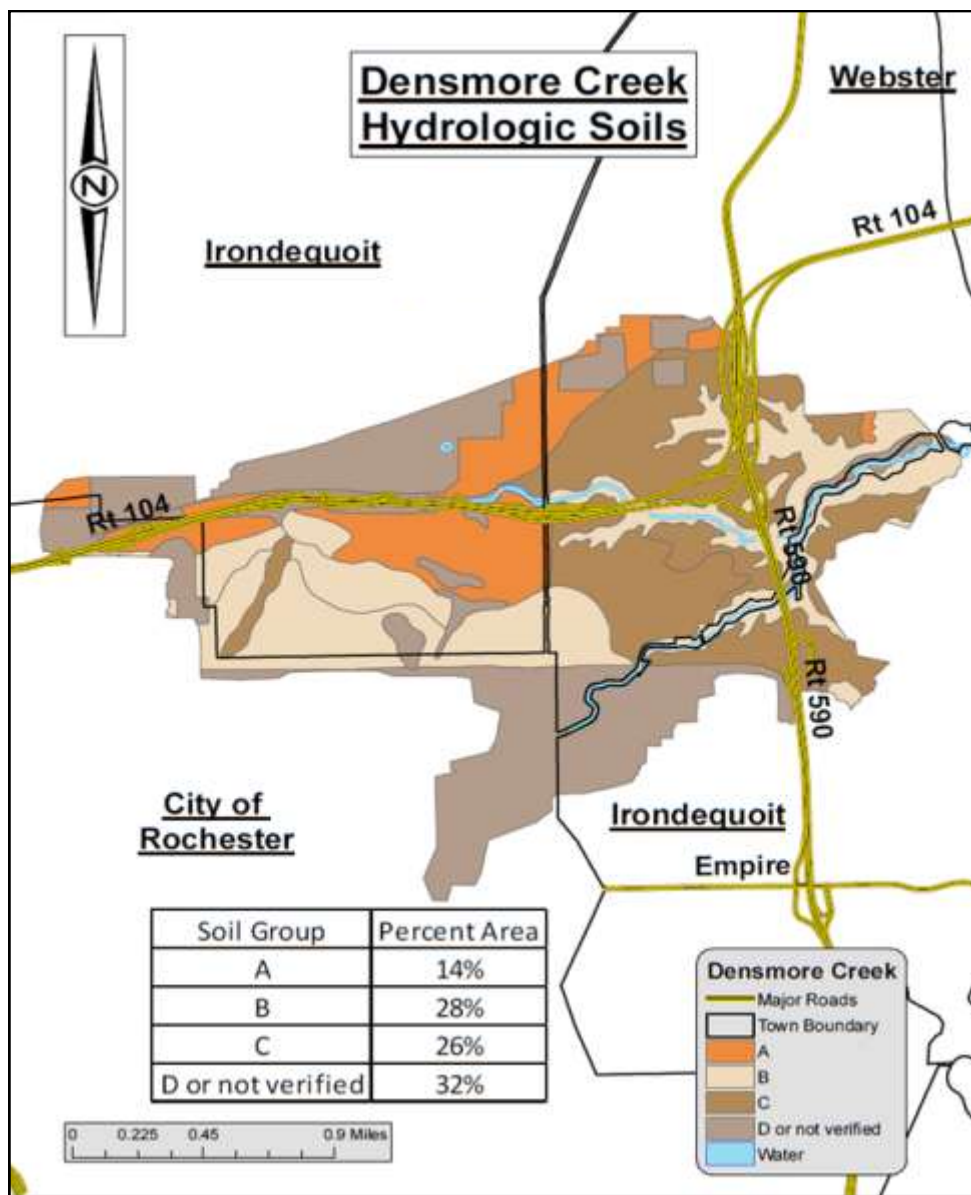 Densmore Creek
Hydrologic Soils
Webster
Rt 104
Irondequoit
N
Rt 104
Rt 590
Rt 590
City of
Rochester
Irondequoit
Empire
Soil Group Percent Area
A 14%
B 28%
C 26%
D or not verified 32%
Densmore Creek
Major Roads
Town Boundary
A
B
C
D or not verified
Water
0 0.225 0.45 0.9 Miles